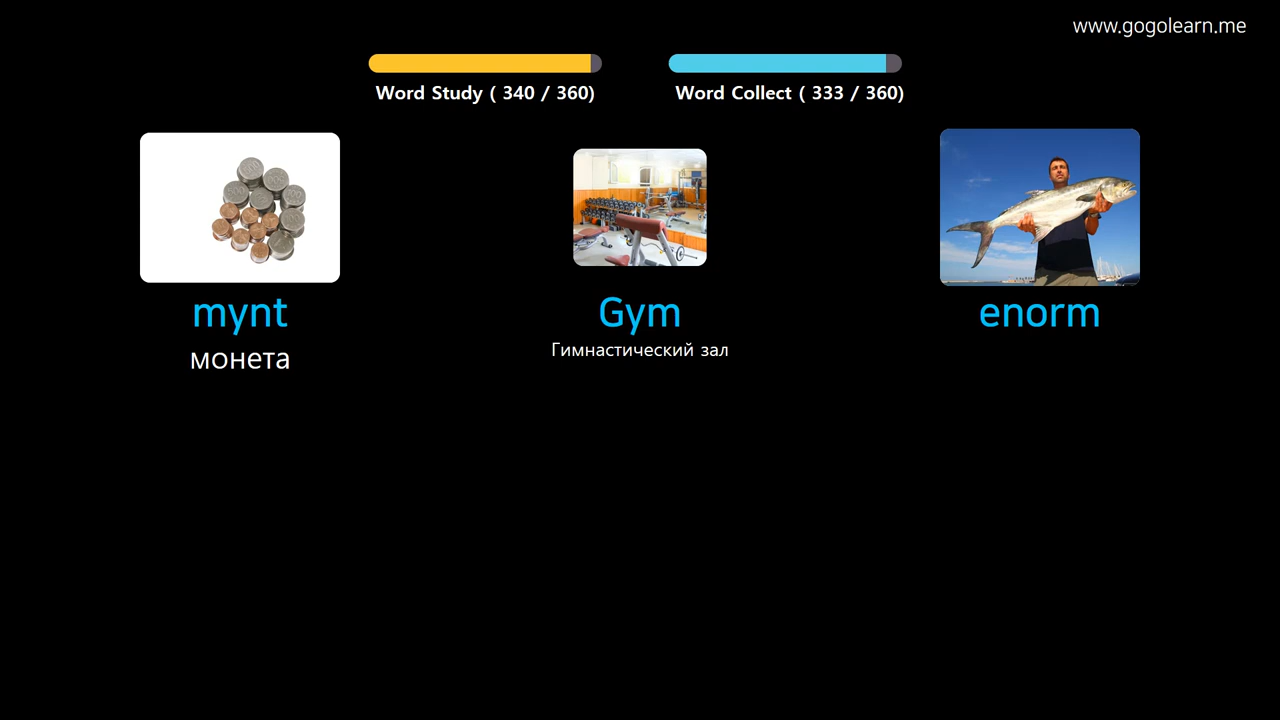 www.gogolearn.me
Word Study ( 340 / 360)
Word Collect ( 333 / 360)
mynt
монета
Gym
Гимнастический зал
enorm